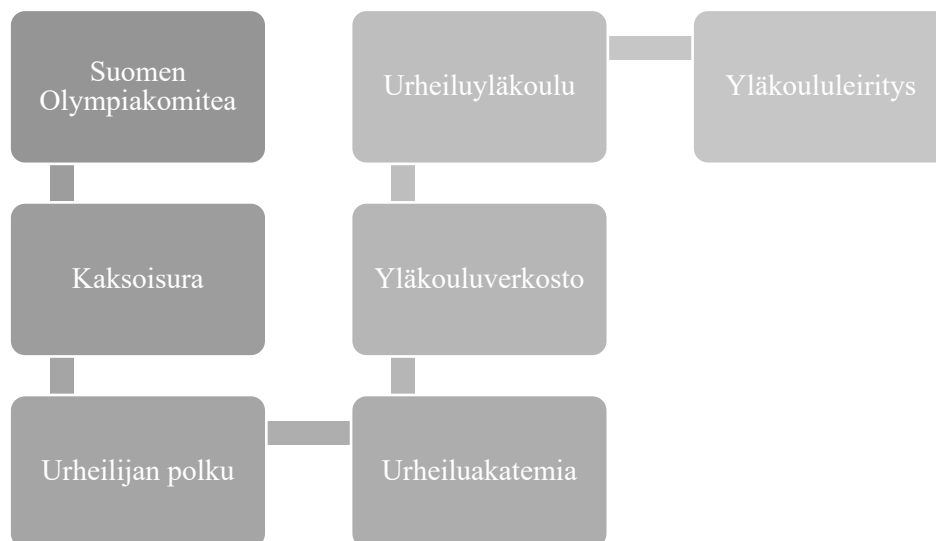 Suomen
Olympiakomitea
Kaksoisura
Urheilijan polku
Urheiluakatemia
Yläkouluverkosto
Urheiluyläkoulu
Yläkoululeiritys